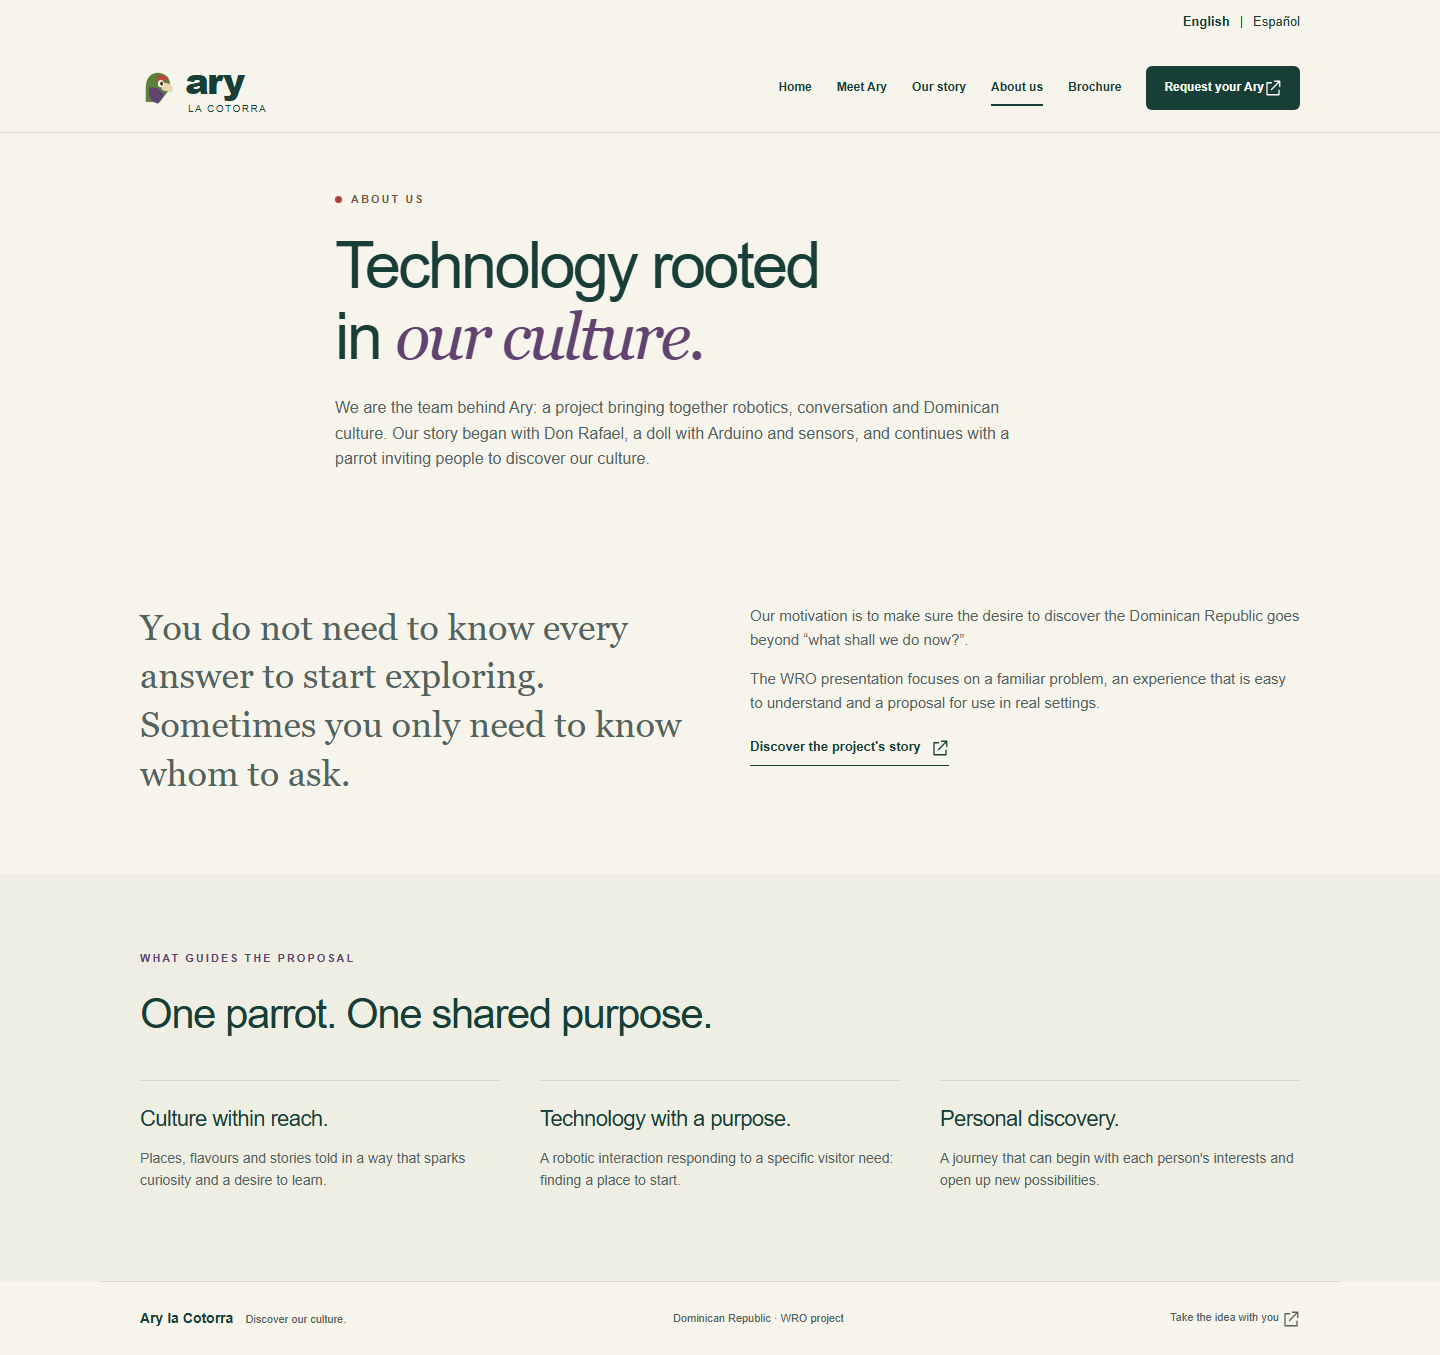 English | Español
ary
LA COTORRA
Home Meet Ary Our story About us Brochure Request your Ary
ABOUT US
Technology rooted
in our culture.
We are the team behind Ary: a project bringing together robotics, conversation and Dominican
culture. Our story began with Don Rafael, a doll with Arduino and sensors, and continues with a
parrot inviting people to discover our culture.
You do not need to know every
answer to start exploring.
Sometimes you only need to know
whom to ask.
Our motivation is to make sure the desire to discover the Dominican Republic goes
beyond “what shall we do now?”.
The WRO presentation focuses on a familiar problem, an experience that is easy
to understand and a proposal for use in real settings.
Discover the project's story
WHAT GUIDES THE PROPOSAL
One parrot. One shared purpose.
Culture within reach.
Places, flavours and stories told in a way that sparks
curiosity and a desire to learn.
Technology with a purpose.
A robotic interaction responding to a specific visitor need:
finding a place to start.
Personal discovery.
A journey that can begin with each person's interests and
open up new possibilities.
Ary la Cotorra Discover our culture.
Dominican Republic · WRO project
Take the idea with you